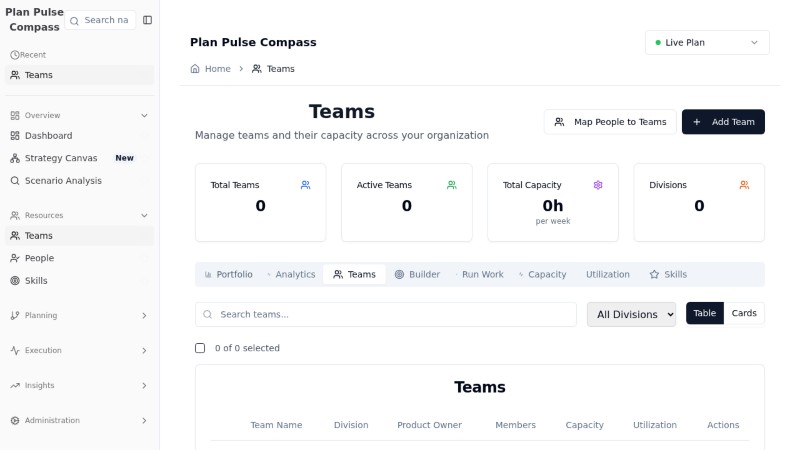 Plan Pulse
Compass
Search na
Recent
Teams
Overview
Dashboard
Strategy Canvas New
Scenario Analysis
Resources
Teams
People
Skills
Planning
Execution
Insights
Administration
Plan Pulse Compass
Live Plan
Home > Teams
Teams
Manage teams and their capacity across your organization
Map People to Teams
+ Add Team
Total Teams
0
Active Teams
0
Total Capacity
0h
per week
Divisions
0
Portfolio Analytics Teams Builder Run Work Capacity Utilization Skills
Search teams...
All Divisions
Table Cards
0 of 0 selected
Teams
Team Name Division Product Owner Members Capacity Utilization Actions